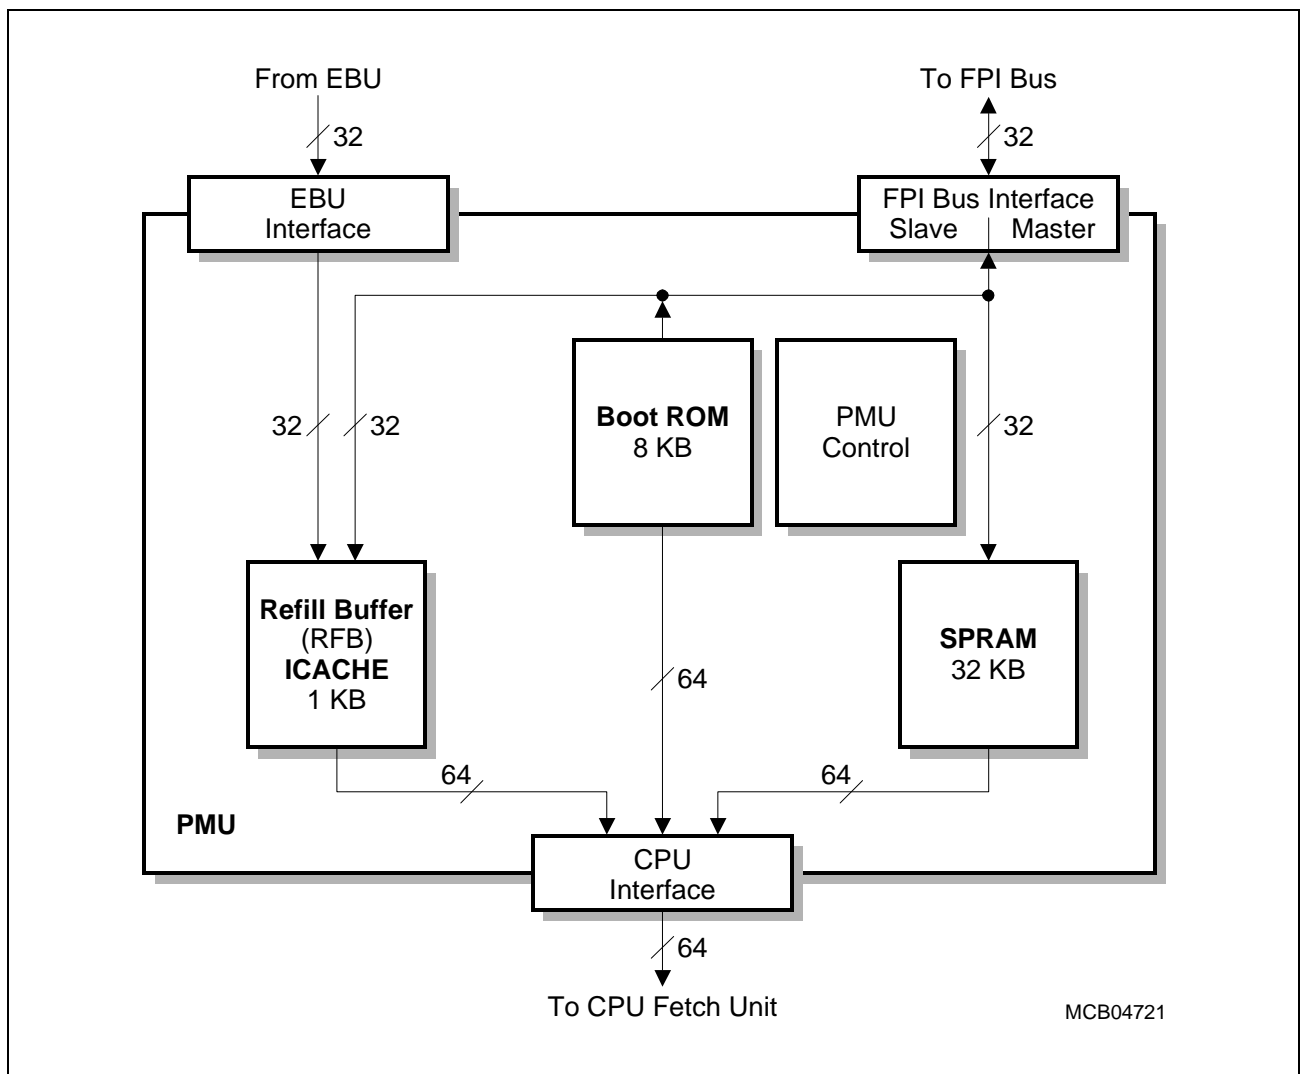 From EBU
To FPI Bus
32
32
EBU
Interface
FPI Bus Interface
Slave Master
Boot ROM
8 KB
PMU
Control
32
32
32
Refill Buffer
(RFB)
ICACHE
1 KB
SPRAM
32 KB
64
64
64
PMU
CPU
Interface
64
To CPU Fetch Unit
MCB04721